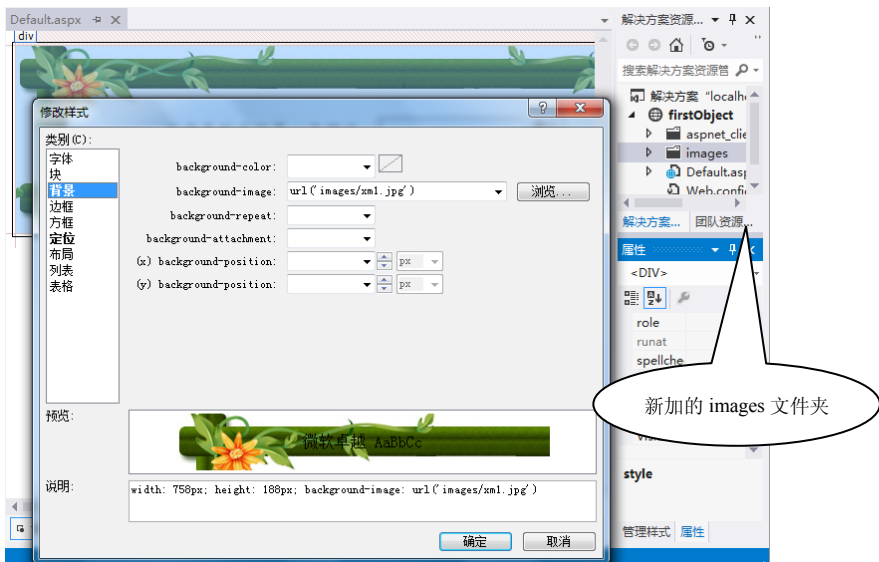 Default.aspx
div
修改样式
类别(C):
字体
块
背景
边框
方框
定位
布局
列表
表格
background-color:
background-image: url('images/xm1.jpg') 浏览...
background-repeat:
background-attachment:
(x) background-position: px
(y) background-position: px
预览:
微软卓越 AaBbCc
说明:
width: 758px; height: 188px; background-image: url('images/xm1.jpg')
确定 取消
解决方案资源...
搜索解决方案资源管
解决方案 "localh
firstObject
aspnet_clie
images
Default.as
Web.confi
解决方案... 团队资源...
属性
<DIV>
role
runat
spellche
新加的 images 文件夹
style
管理样式 属性